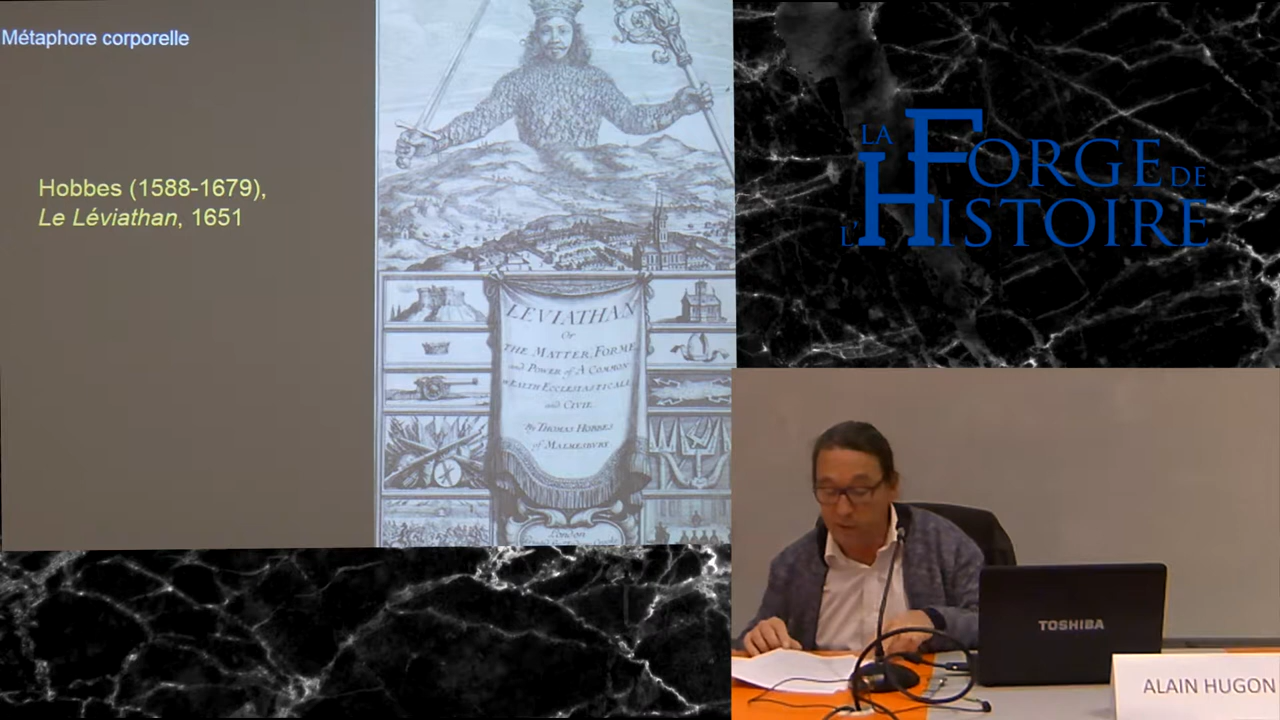 Métaphore corporelle
Hobbes (1588-1679),
Le Léviathan, 1651
LEVIATHAN
Or
THE MATTER, FORME
and POWER of A COMMON
WEALTH ECCLESIASTICALL
and CIVIL.
By THOMAS HOBBES
of MALMESBURY
London
LA FORGE DE
L'HISTOIRE
TOSHIBA
ALAIN HUGON